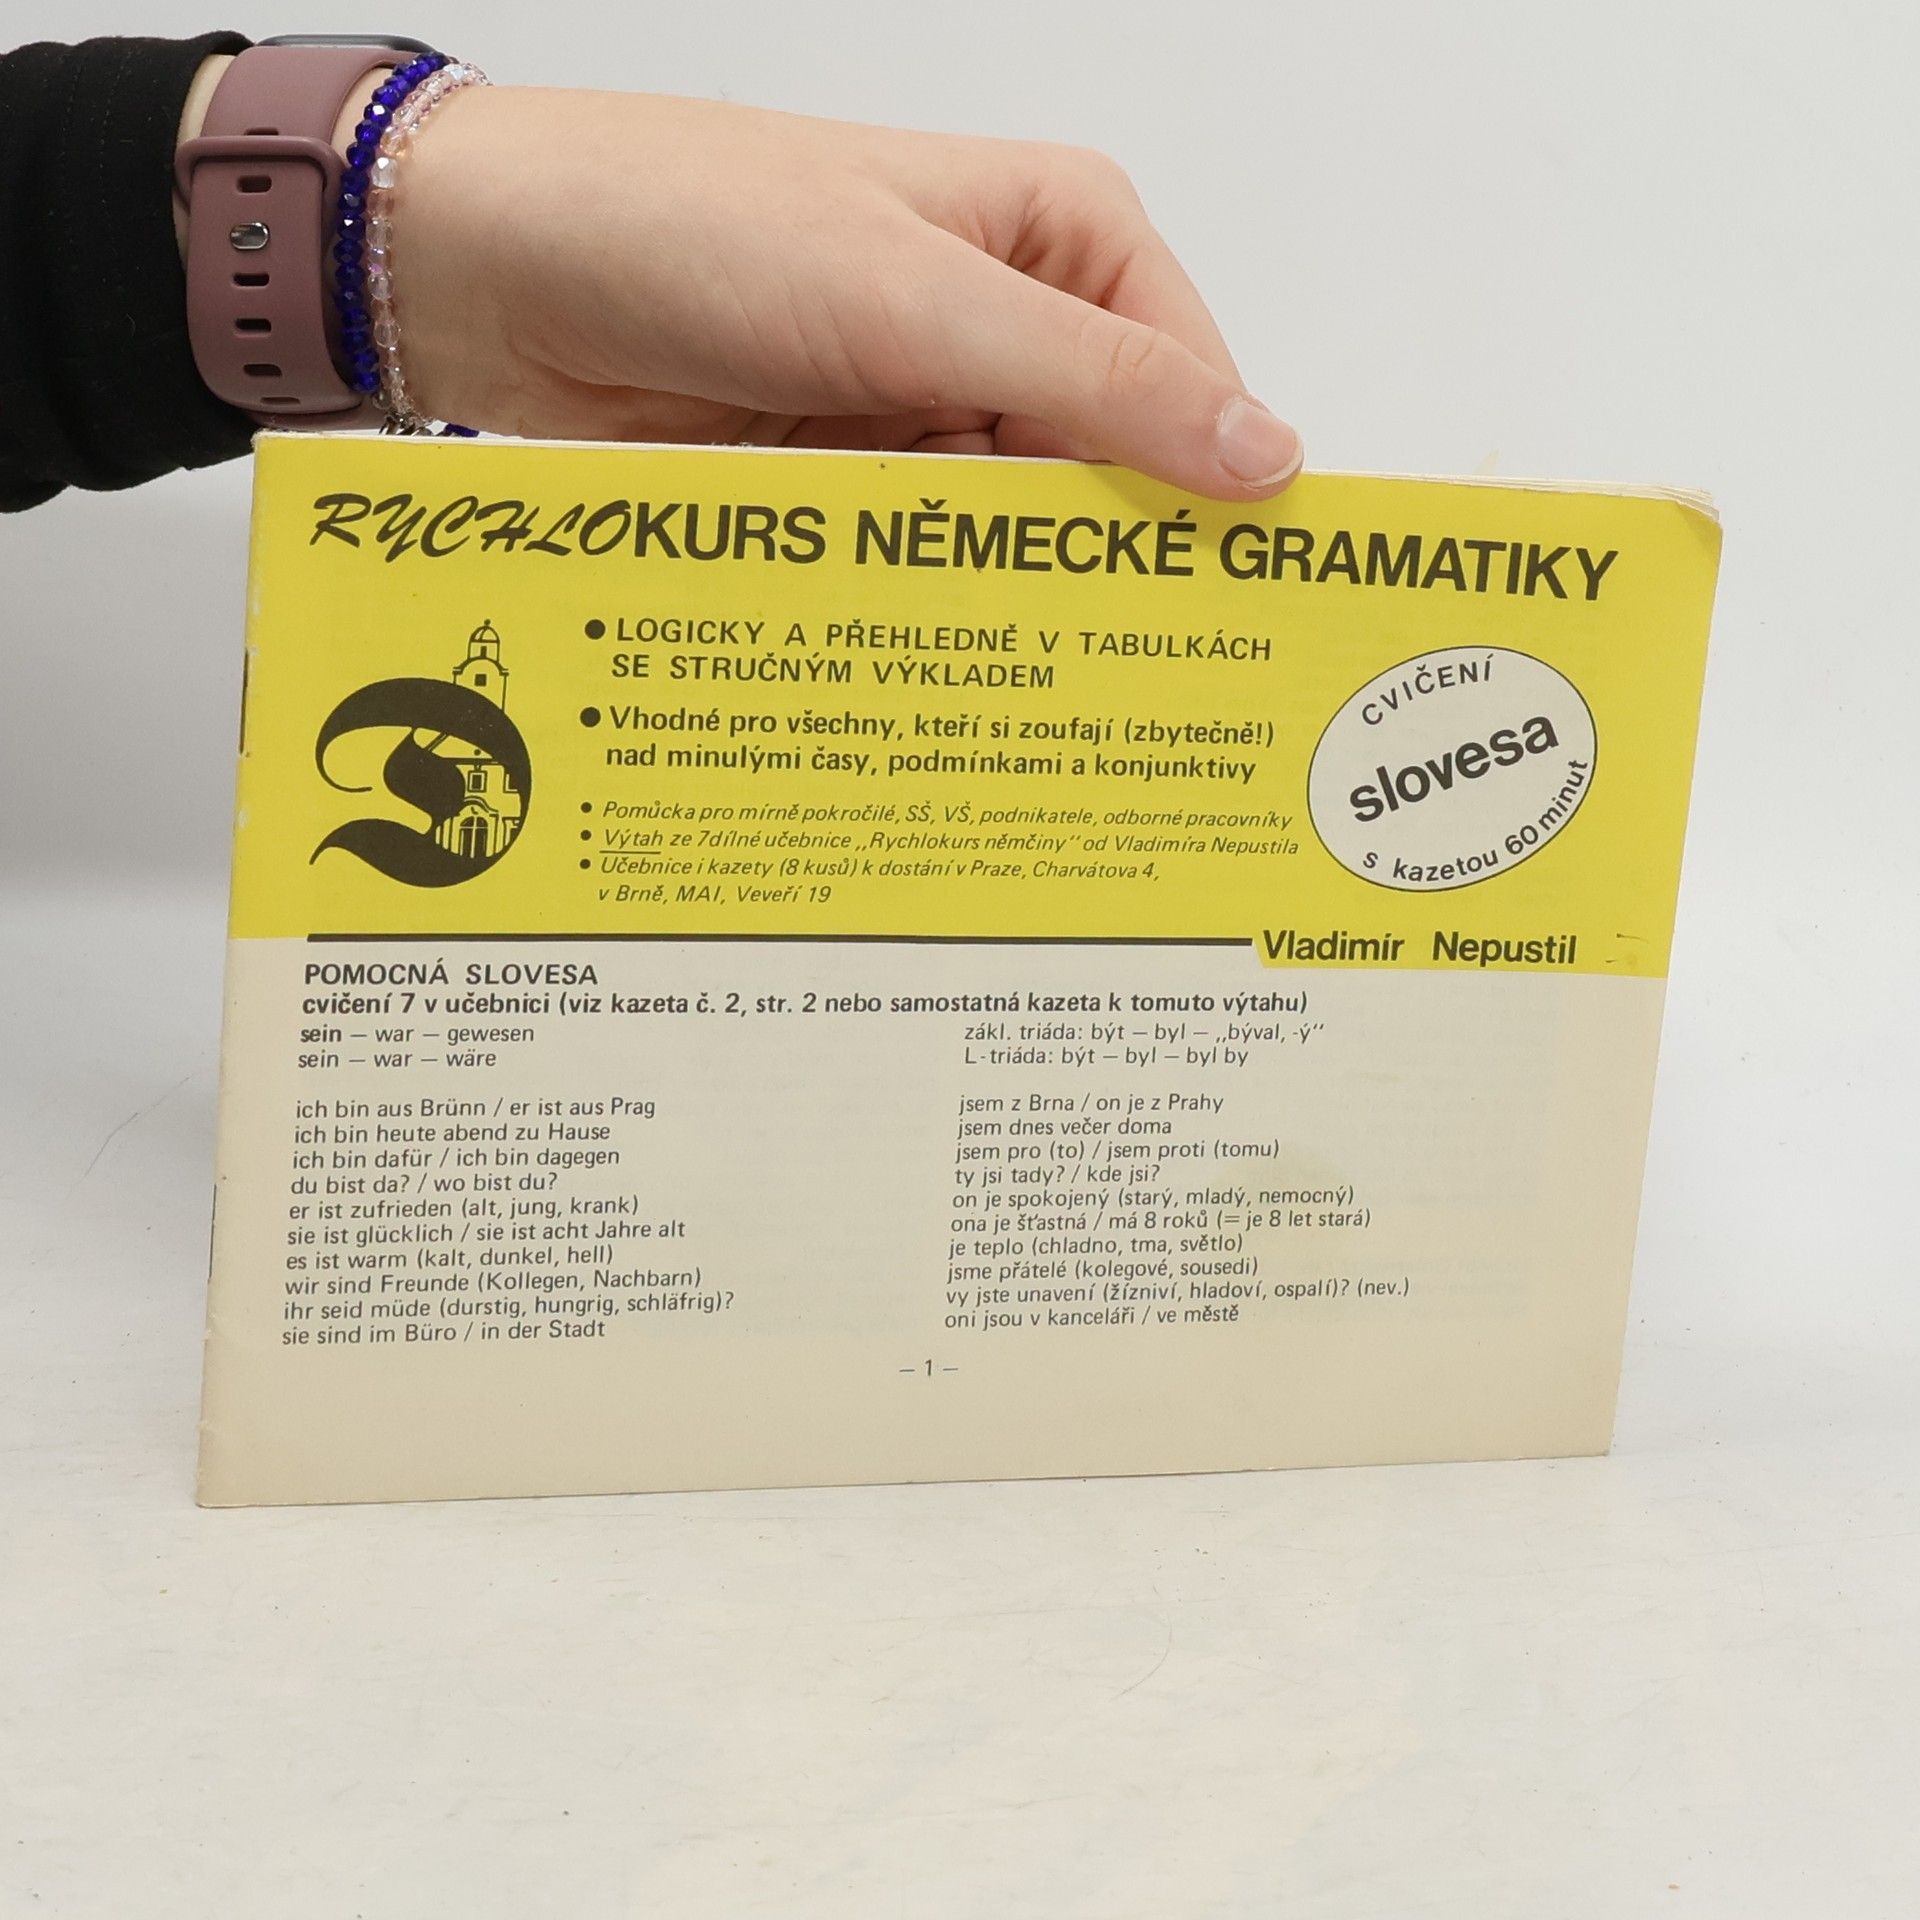 RYCHLOKURS NĚMECKÉ GRAMATIKY
● LOGICKY A PŘEHLEDNĚ V TABULKÁCH
SE STRUČNÝM VÝKLADEM
● Vhodné pro všechny, kteří si zoufají (zbytečně!)
nad minulými časy, podmínkami a konjunktivy
● Pomůcka pro mírně pokročilé, SŠ, VŠ, podnikatele, odborné pracovníky
● Výtah ze 7dílné učebnice „Rychlokurs němčiny“ od Vladimíra Nepustila
● Učebnice i kazety (8 kusů) k dostání v Praze, Charvátova 4,
v Brně, MAI, Veveří 19
CVIČENÍ
slovesa
s kazetou 60 minut
Vladimír Nepustil
POMOCNÁ SLOVESA
cvičení 7 v učebnici (viz kazeta č. 2, str. 2 nebo samostatná kazeta k tomuto výtahu)
sein – war – gewesen
sein – war – wäre
ich bin aus Brünn / er ist aus Prag
ich bin heute abend zu Hause
ich bin dafür / ich bin dagegen
du bist da? / wo bist du?
er ist zufrieden (alt, jung, krank)
sie ist glücklich / sie ist acht Jahre alt
es ist warm (kalt, dunkel, hell)
wir sind Freunde (Kollegen, Nachbarn)
ihr seid müde (durstig, hungrig, schläfrig)?
sie sind im Büro / in der Stadt
zákl. triáda: být – byl – „býval, -ý“
L-triáda: být – byl – byl by
jsem z Brna / on je z Prahy
jsem dnes večer doma
jsem pro (to) / jsem proti (tomu)
ty jsi tady? / kde jsi?
on je spokojený (starý, mladý, nemocný)
ona je šťastná / má 8 roků (= je 8 let stará)
je teplo (chladno, tma, světlo)
jsme přátelé (kolegové, sousedi)
vy jste unavení (žízniví, hladoví, ospalí)? (nev.)
oni jsou v kanceláři / ve městě
– 1 –